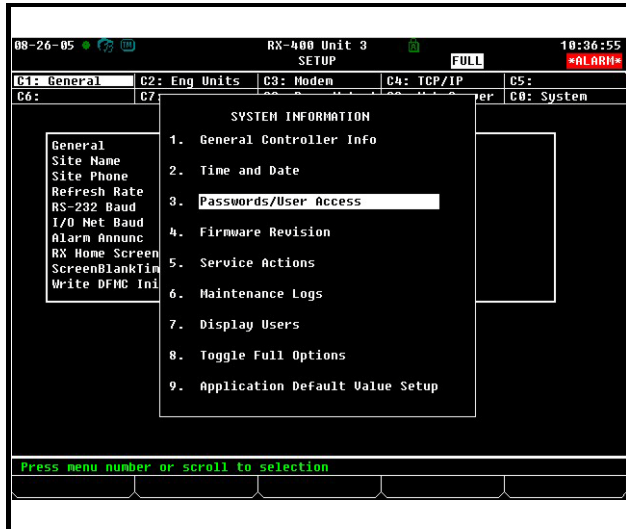 08-26-05 RX-400 Unit 3 10:36:55
SETUP FULL *ALARM*
C1: General C2: Eng Units C3: Modem C4: TCP/IP C5:
C6: C7: C0: System
SYSTEM INFORMATION
General
Site Name
Site Phone
Refresh Rate
RS-232 Baud
I/O Net Baud
Alarm Annunc
RX Home Screen
ScreenBlankTim
Write DFMC Ini
1. General Controller Info
2. Time and Date
3. Passwords/User Access
4. Firmware Revision
5. Service Actions
6. Maintenance Logs
7. Display Users
8. Toggle Full Options
9. Application Default Value Setup
Press menu number or scroll to selection